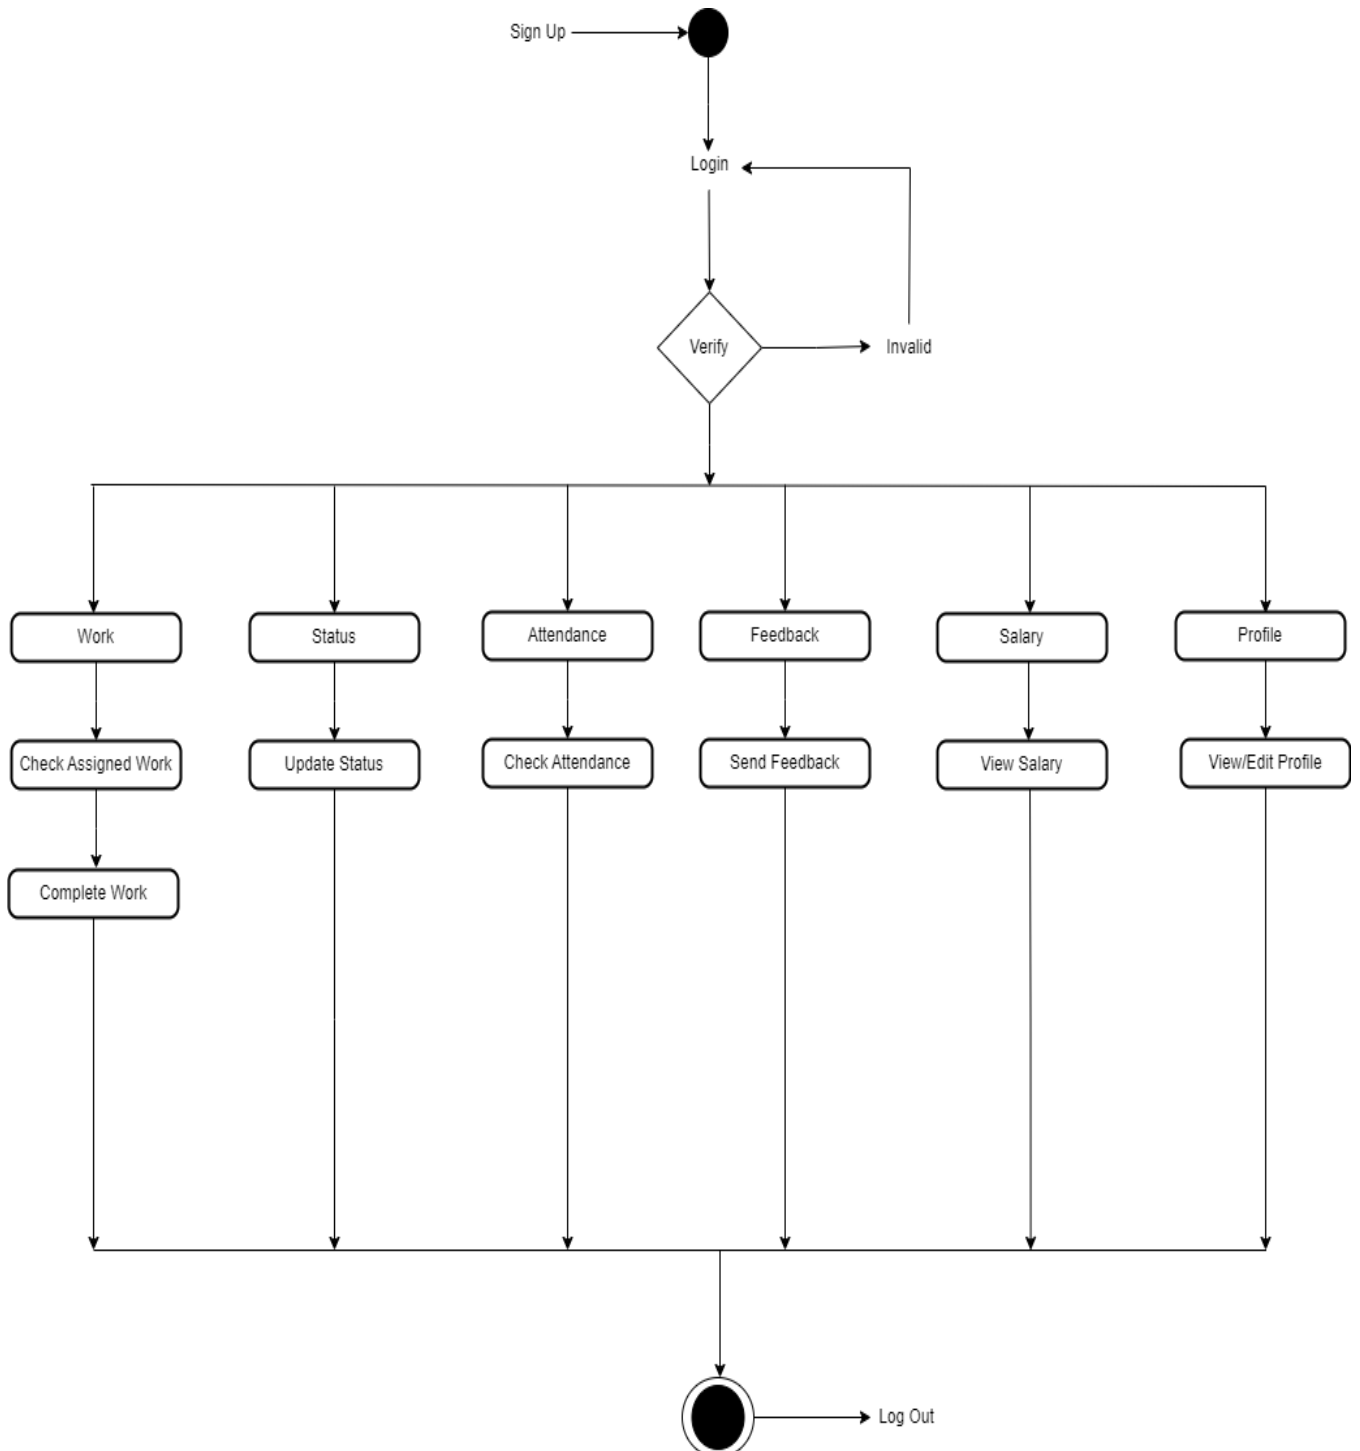 Sign Up
Login
Verify
Invalid
Work
Status
Attendance
Feedback
Salary
Profile
Check Assigned Work
Update Status
Check Attendance
Send Feedback
View Salary
View/Edit Profile
Complete Work
Log Out